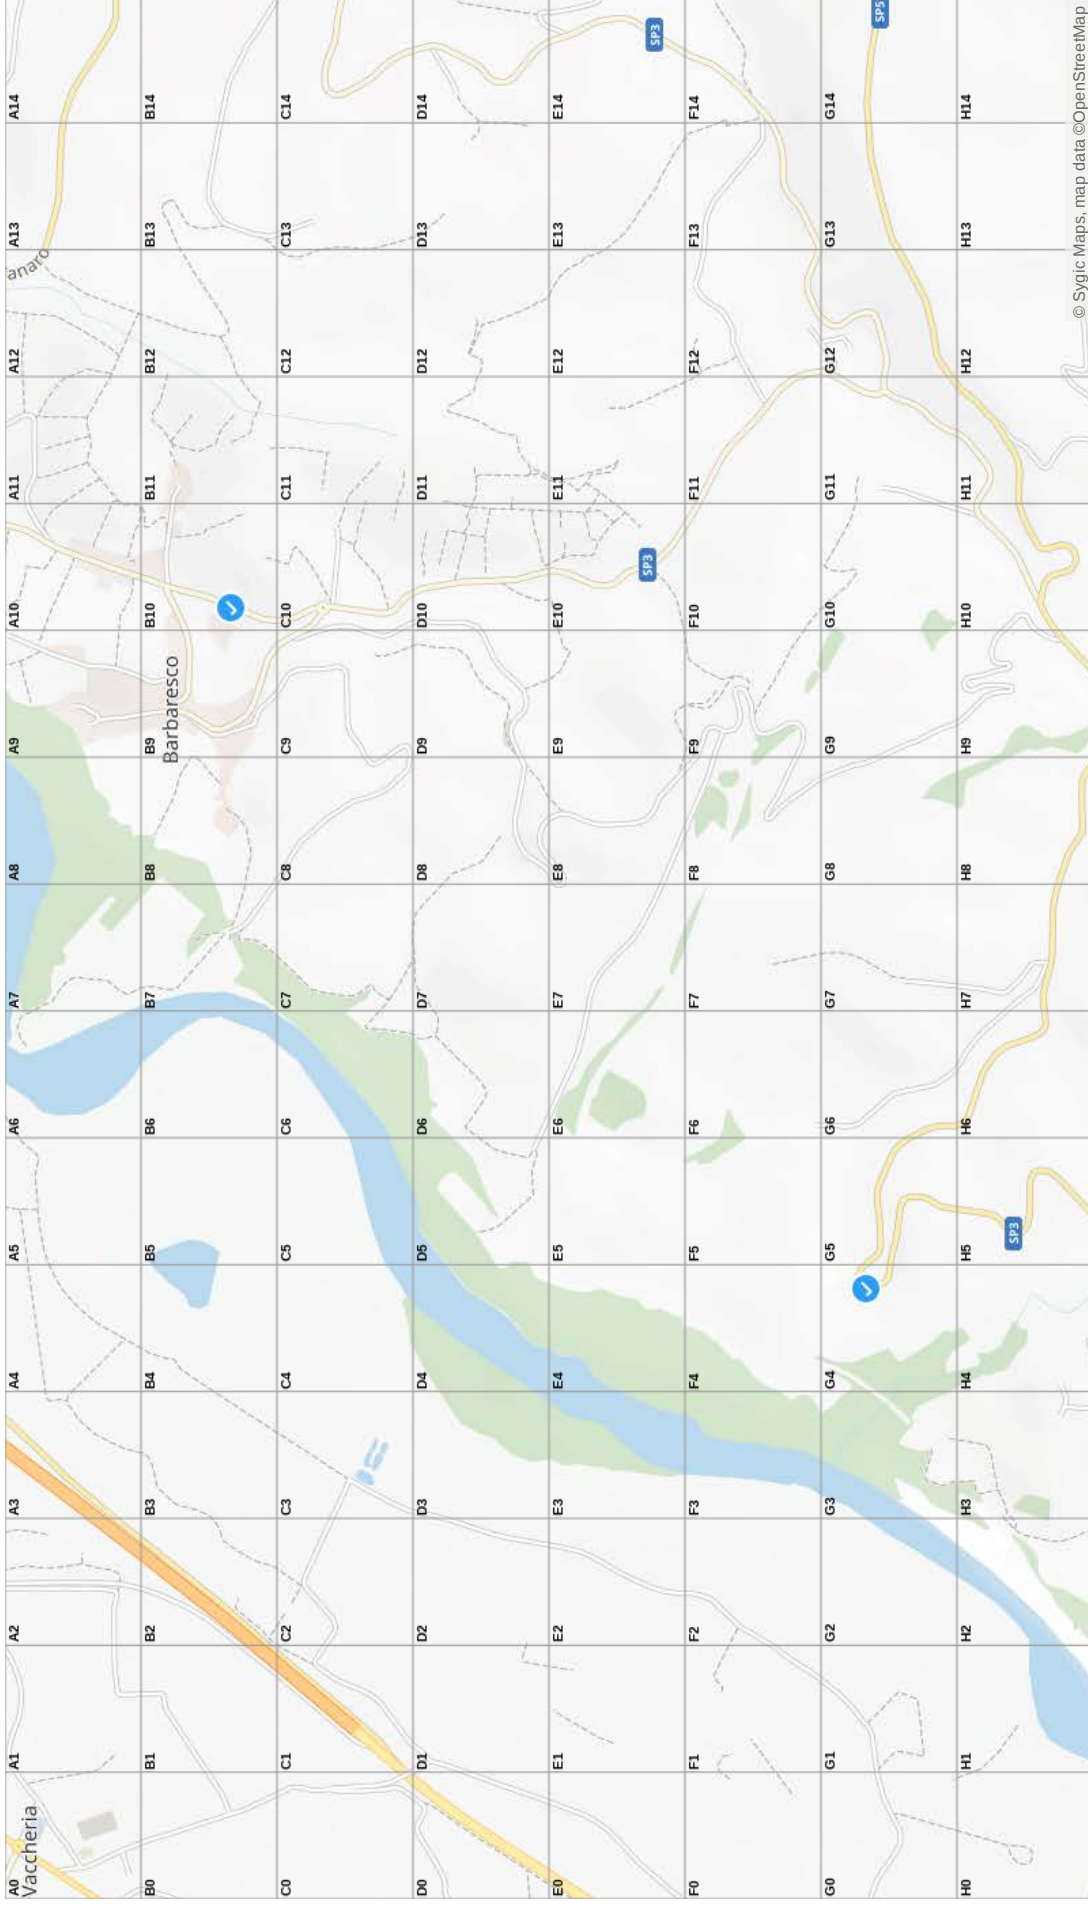 A0 A1 A2 A3 A4 A5 A6 A7 A8 A9 A10 A11 A12 A13 A14
Vaccheria
anaro
B0 B1 B2 B3 B4 B5 B6 B7 B8 B9 B10 B11 B12 B13 B14
Barbaresco
C0 C1 C2 C3 C4 C5 C6 C7 C8 C9 C10 C11 C12 C13 C14
D0 D1 D2 D3 D4 D5 D6 D7 D8 D9 D10 D11 D12 D13 D14
E0 E1 E2 E3 E4 E5 E6 E7 E8 E9 E10 E11 E12 E13 E14
SP3
SP3
F0 F1 F2 F3 F4 F5 F6 F7 F8 F9 F10 F11 F12 F13 F14
G0 G1 G2 G3 G4 G5 G6 G7 G8 G9 G10 G11 G12 G13 G14
SP5
H0 H1 H2 H3 H4 H5 H6 H7 H8 H9 H10 H11 H12 H13 H14
SP3
© Sygic Maps, map data ©OpenStreetMap